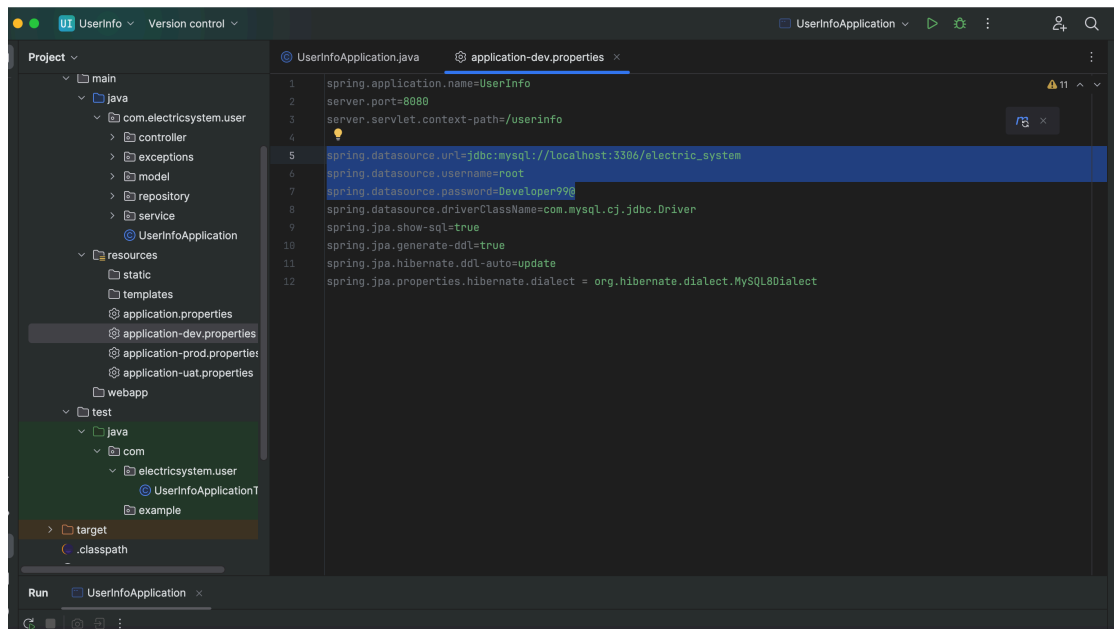 UI UserInfo Version control UserInfoApplication
Project
UserInfoApplication.java application-dev.properties
main
java
com.electricsystem.user
controller
exceptions
model
repository
service
UserInfoApplication
resources
static
templates
application.properties
application-dev.properties
application-prod.properties
application-uat.properties
webapp
test
java
com
electricsystem.user
UserInfoApplicationT
example
target
.classpath
11
1 spring.application.name=UserInfo
2 server.port=8080
3 server.servlet.context-path=/userinfo
4
5 spring.datasource.url=jdbc:mysql://localhost:3306/electric_system
6 spring.datasource.username=root
7 spring.datasource.password=Developer99@
8 spring.datasource.driverClassName=com.mysql.cj.jdbc.Driver
9 spring.jpa.show-sql=true
10 spring.jpa.generate-ddl=true
11 spring.jpa.hibernate.ddl-auto=update
12 spring.jpa.properties.hibernate.dialect = org.hibernate.dialect.MySQL8Dialect
Run UserInfoApplication